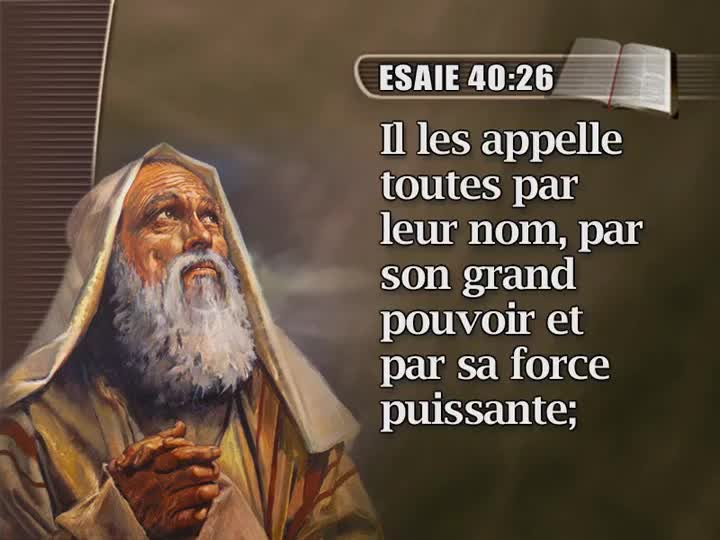 ESAIE 40:26
Il les appelle
toutes par
leur nom, par
son grand
pouvoir et
par sa force
puissante;